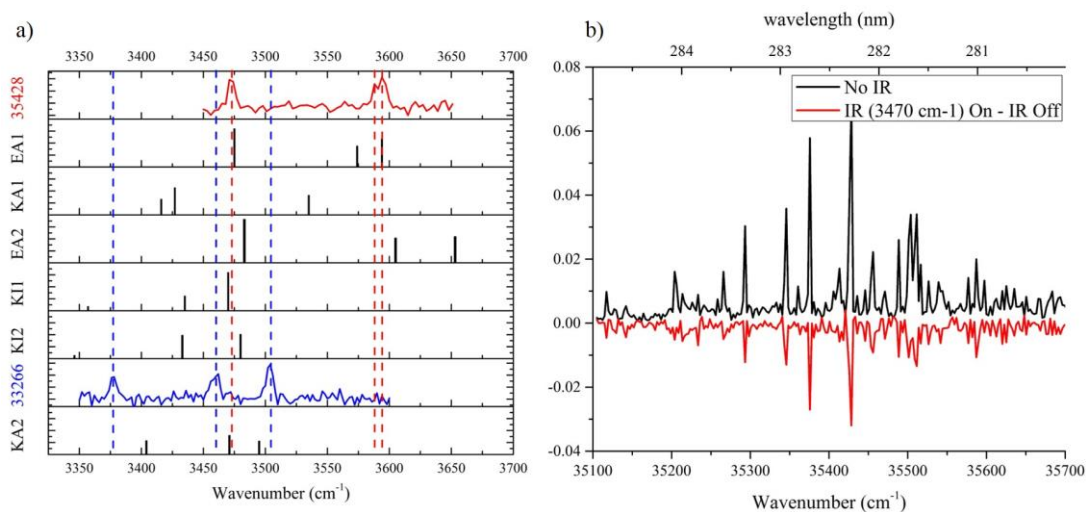 a)
3350 3400 3450 3500 3550 3600 3650 3700
35428
EA1
KA1
EA2
KI1
KI2
33266
KA2
3350 3400 3450 3500 3550 3600 3650 3700
Wavenumber (cm-1)
b)
wavelength (nm)
284 283 282 281
No IR
IR (3470 cm-1) On - IR Off
0.08
0.06
0.04
0.02
0.00
-0.02
-0.04
35100 35200 35300 35400 35500 35600 35700
Wavenumber (cm-1)